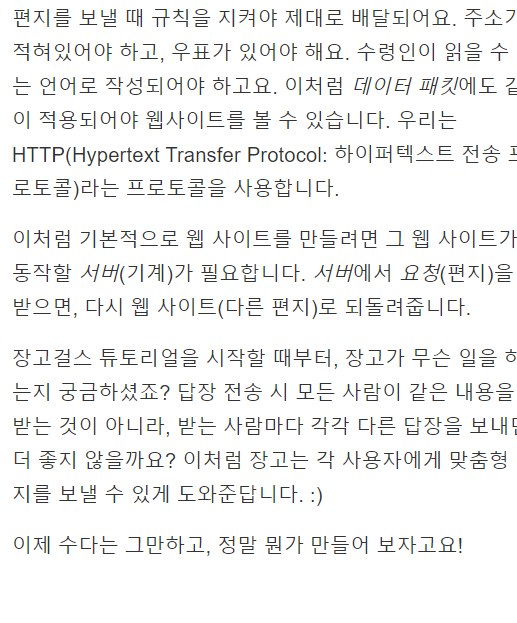 편지를 보낼 때 규칙을 지켜야 제대로 배달되어요. 주소가
적혀있어야 하고, 우표가 있어야 해요. 수령인이 읽을 수
는 언어로 작성되어야 하고요. 이처럼 데이터 패킷에도 같
이 적용되어야 웹사이트를 볼 수 있습니다. 우리는
HTTP(Hypertext Transfer Protocol: 하이퍼텍스트 전송 프
로토콜)라는 프로토콜을 사용합니다.
이처럼 기본적으로 웹 사이트를 만들려면 그 웹 사이트가
동작할 서버(기계)가 필요합니다. 서버에서 요청(편지)을
받으면, 다시 웹 사이트(다른 편지)로 되돌려줍니다.
장고걸스 튜토리얼을 시작할 때부터, 장고가 무슨 일을 하
는지 궁금하셨죠? 답장 전송 시 모든 사람이 같은 내용을
받는 것이 아니라, 받는 사람마다 각각 다른 답장을 보내면
더 좋지 않을까요? 이처럼 장고는 각 사용자에게 맞춤형
지를 보낼 수 있게 도와준답니다. :)
이제 수다는 그만하고, 정말 뭔가 만들어 보자고요!